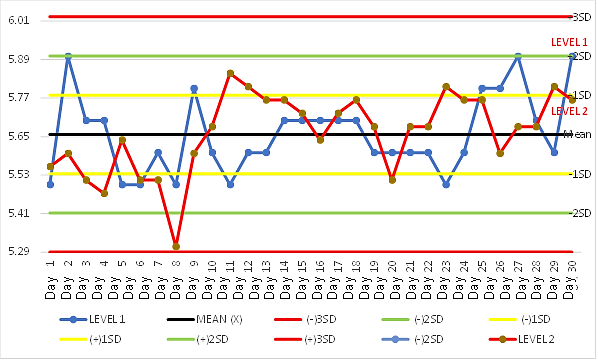 6.01
3SD
LEVEL 1
5.89
2SD
5.77
1SD
LEVEL 2
5.65
Mean
5.53
-1SD
5.41
-2SD
5.29
Day 1
Day 2
Day 3
Day 4
Day 5
Day 6
Day 7
Day 8
Day 9
Day 10
Day 11
Day 12
Day 13
Day 14
Day 15
Day 16
Day 17
Day 18
Day 19
Day 20
Day 21
Day 22
Day 23
Day 24
Day 25
Day 26
Day 27
Day 28
Day 29
Day 30
LEVEL 1 MEAN (X) (-)3SD (-)2SD (-)1SD
(+)1SD (+)2SD (+)3SD (-)2SD LEVEL 2